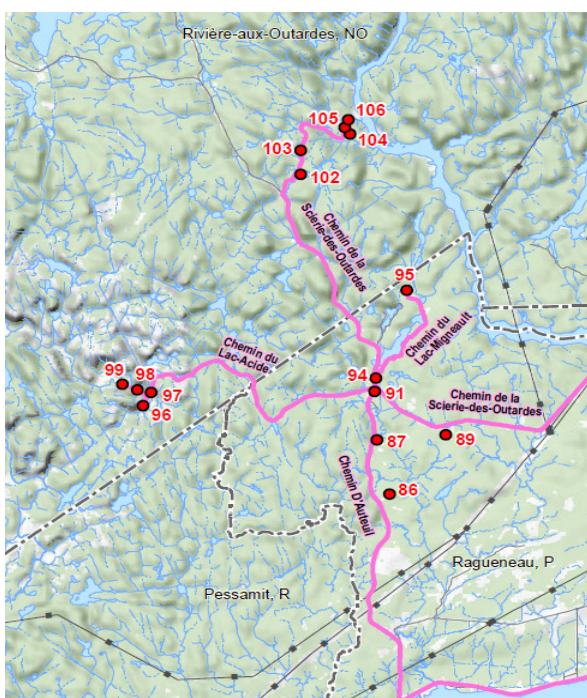 Rivière-aux-Outardes, NO
106
105
104
103
102
Chemin de la
Scierie-des-Outardes
95
Chemin du
Lac-Migneault
Chemin du
Lac-Acide
99
98
97
96
94
91
Chemin de la
Scierie-des-Outardes
87
89
86
Chemin D'Auteuil
Ragueneau, P
Pessamit, R